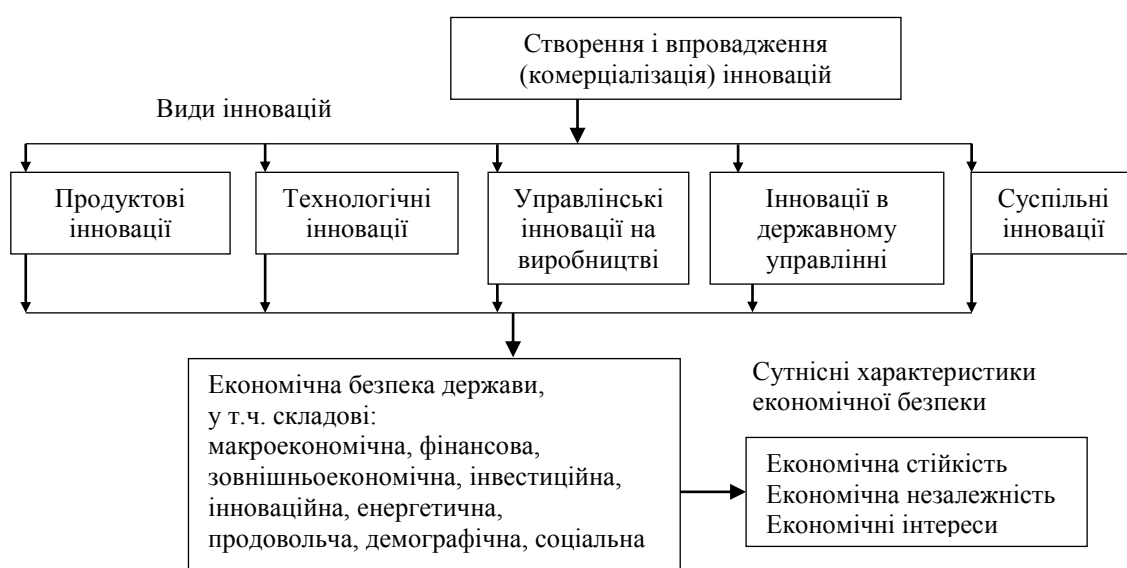 Створення і впровадження
(комерціалізація) інновацій
Види інновацій
Продуктові
інновації
Технологічні
інновації
Управлінські
інновації на
виробництві
Інновації в
державному
управлінні
Суспільні
інновації
Економічна безпека держави,
у т.ч. складові:
макроекономічна, фінансова,
зовнішньоекономічна, інвестиційна,
інноваційна, енергетична,
продовольча, демографічна, соціальна
Сутнісні характеристики
економічної безпеки
Економічна стійкість
Економічна незалежність
Економічні інтереси